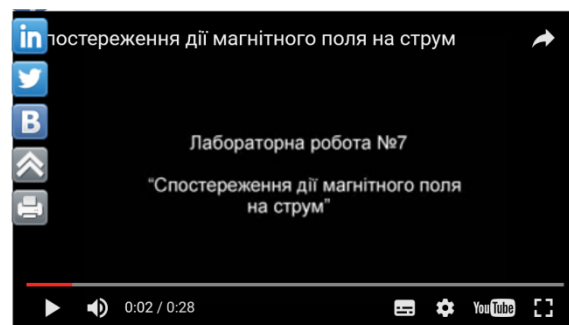 постереження дії магнітного поля на струм
Лабораторна робота №7
“Спостереження дії магнітного поля
на струм”
0:02 / 0:28
YouTube
in
B